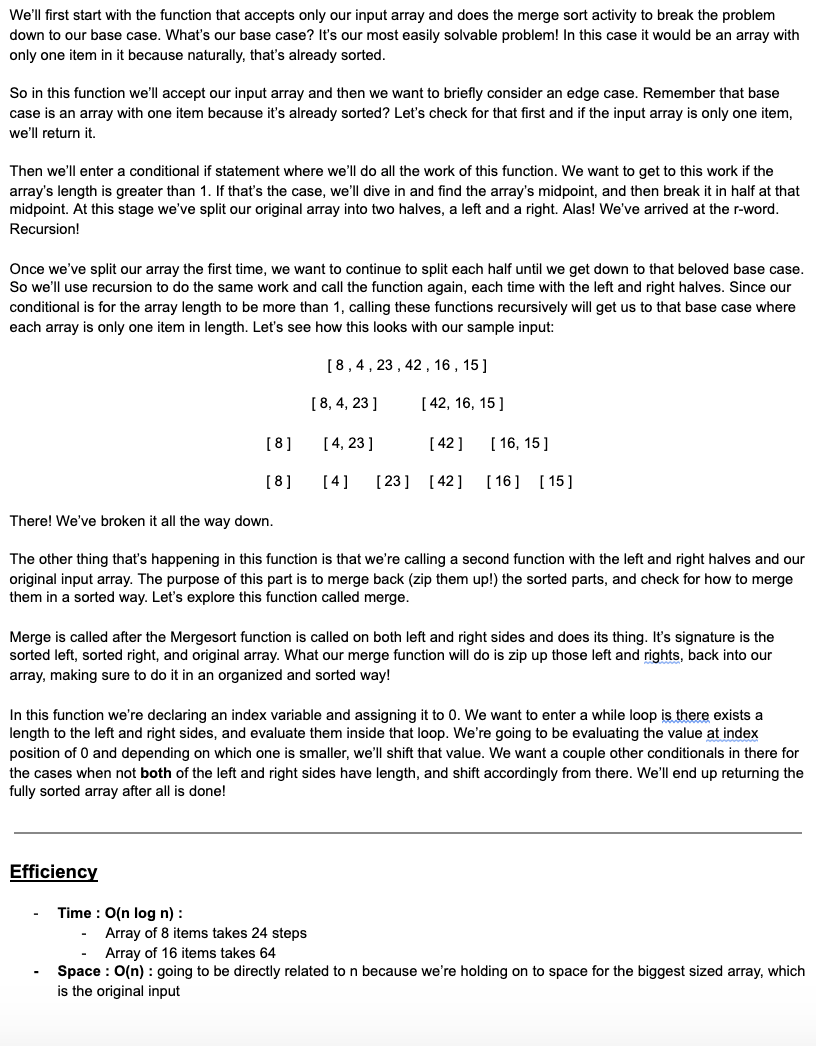 We'll first start with the function that accepts only our input array and does the merge sort activity to break the problem
down to our base case. What's our base case? It's our most easily solvable problem! In this case it would be an array with
only one item in it because naturally, that's already sorted.
So in this function we'll accept our input array and then we want to briefly consider an edge case. Remember that base
case is an array with one item because it's already sorted? Let's check for that first and if the input array is only one item,
we'll return it.
Then we'll enter a conditional if statement where we'll do all the work of this function. We want to get to this work if the
array's length is greater than 1. If that's the case, we'll dive in and find the array's midpoint, and then break it in half at that
midpoint. At this stage we've split our original array into two halves, a left and a right. Alas! We've arrived at the r-word.
Recursion!
Once we've split our array the first time, we want to continue to split each half until we get down to that beloved base case.
So we'll use recursion to do the same work and call the function again, each time with the left and right halves. Since our
conditional is for the array length to be more than 1, calling these functions recursively will get us to that base case where
each array is only one item in length. Let's see how this looks with our sample input:
[ 8 , 4 , 23 , 42 , 16 , 15 ]
[ 8, 4, 23 ] [ 42, 16, 15 ]
[ 8 ] [ 4, 23 ] [ 42 ] [ 16, 15 ]
[ 8 ] [ 4 ] [ 23 ] [ 42 ] [ 16 ] [ 15 ]
There! We've broken it all the way down.
The other thing that's happening in this function is that we're calling a second function with the left and right halves and our
original input array. The purpose of this part is to merge back (zip them up!) the sorted parts, and check for how to merge
them in a sorted way. Let's explore this function called merge.
Merge is called after the Mergesort function is called on both left and right sides and does its thing. It's signature is the
sorted left, sorted right, and original array. What our merge function will do is zip up those left and rights, back into our
array, making sure to do it in an organized and sorted way!
In this function we're declaring an index variable and assigning it to 0. We want to enter a while loop is there exists a
length to the left and right sides, and evaluate them inside that loop. We're going to be evaluating the value at index
position of 0 and depending on which one is smaller, we'll shift that value. We want a couple other conditionals in there for
the cases when not both of the left and right sides have length, and shift accordingly from there. We'll end up returning the
fully sorted array after all is done!
Efficiency
- Time : O(n log n) :
- Array of 8 items takes 24 steps
- Array of 16 items takes 64
- Space : O(n) : going to be directly related to n because we're holding on to space for the biggest sized array, which
is the original input